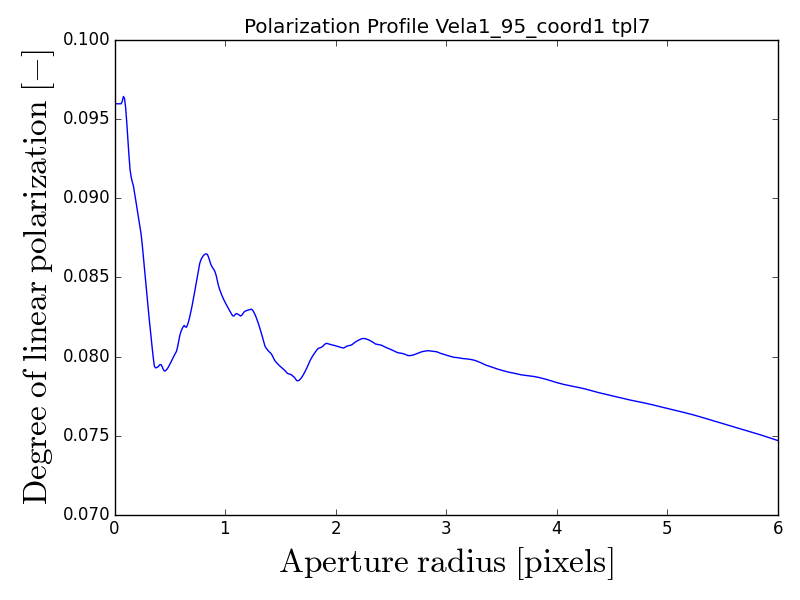 Polarization Profile Vela1_95_coord1 tpl7
Degree of linear polarization [−]
0.100
0.095
0.090
0.085
0.080
0.075
0.070
0 1 2 3 4 5 6
Aperture radius [pixels]